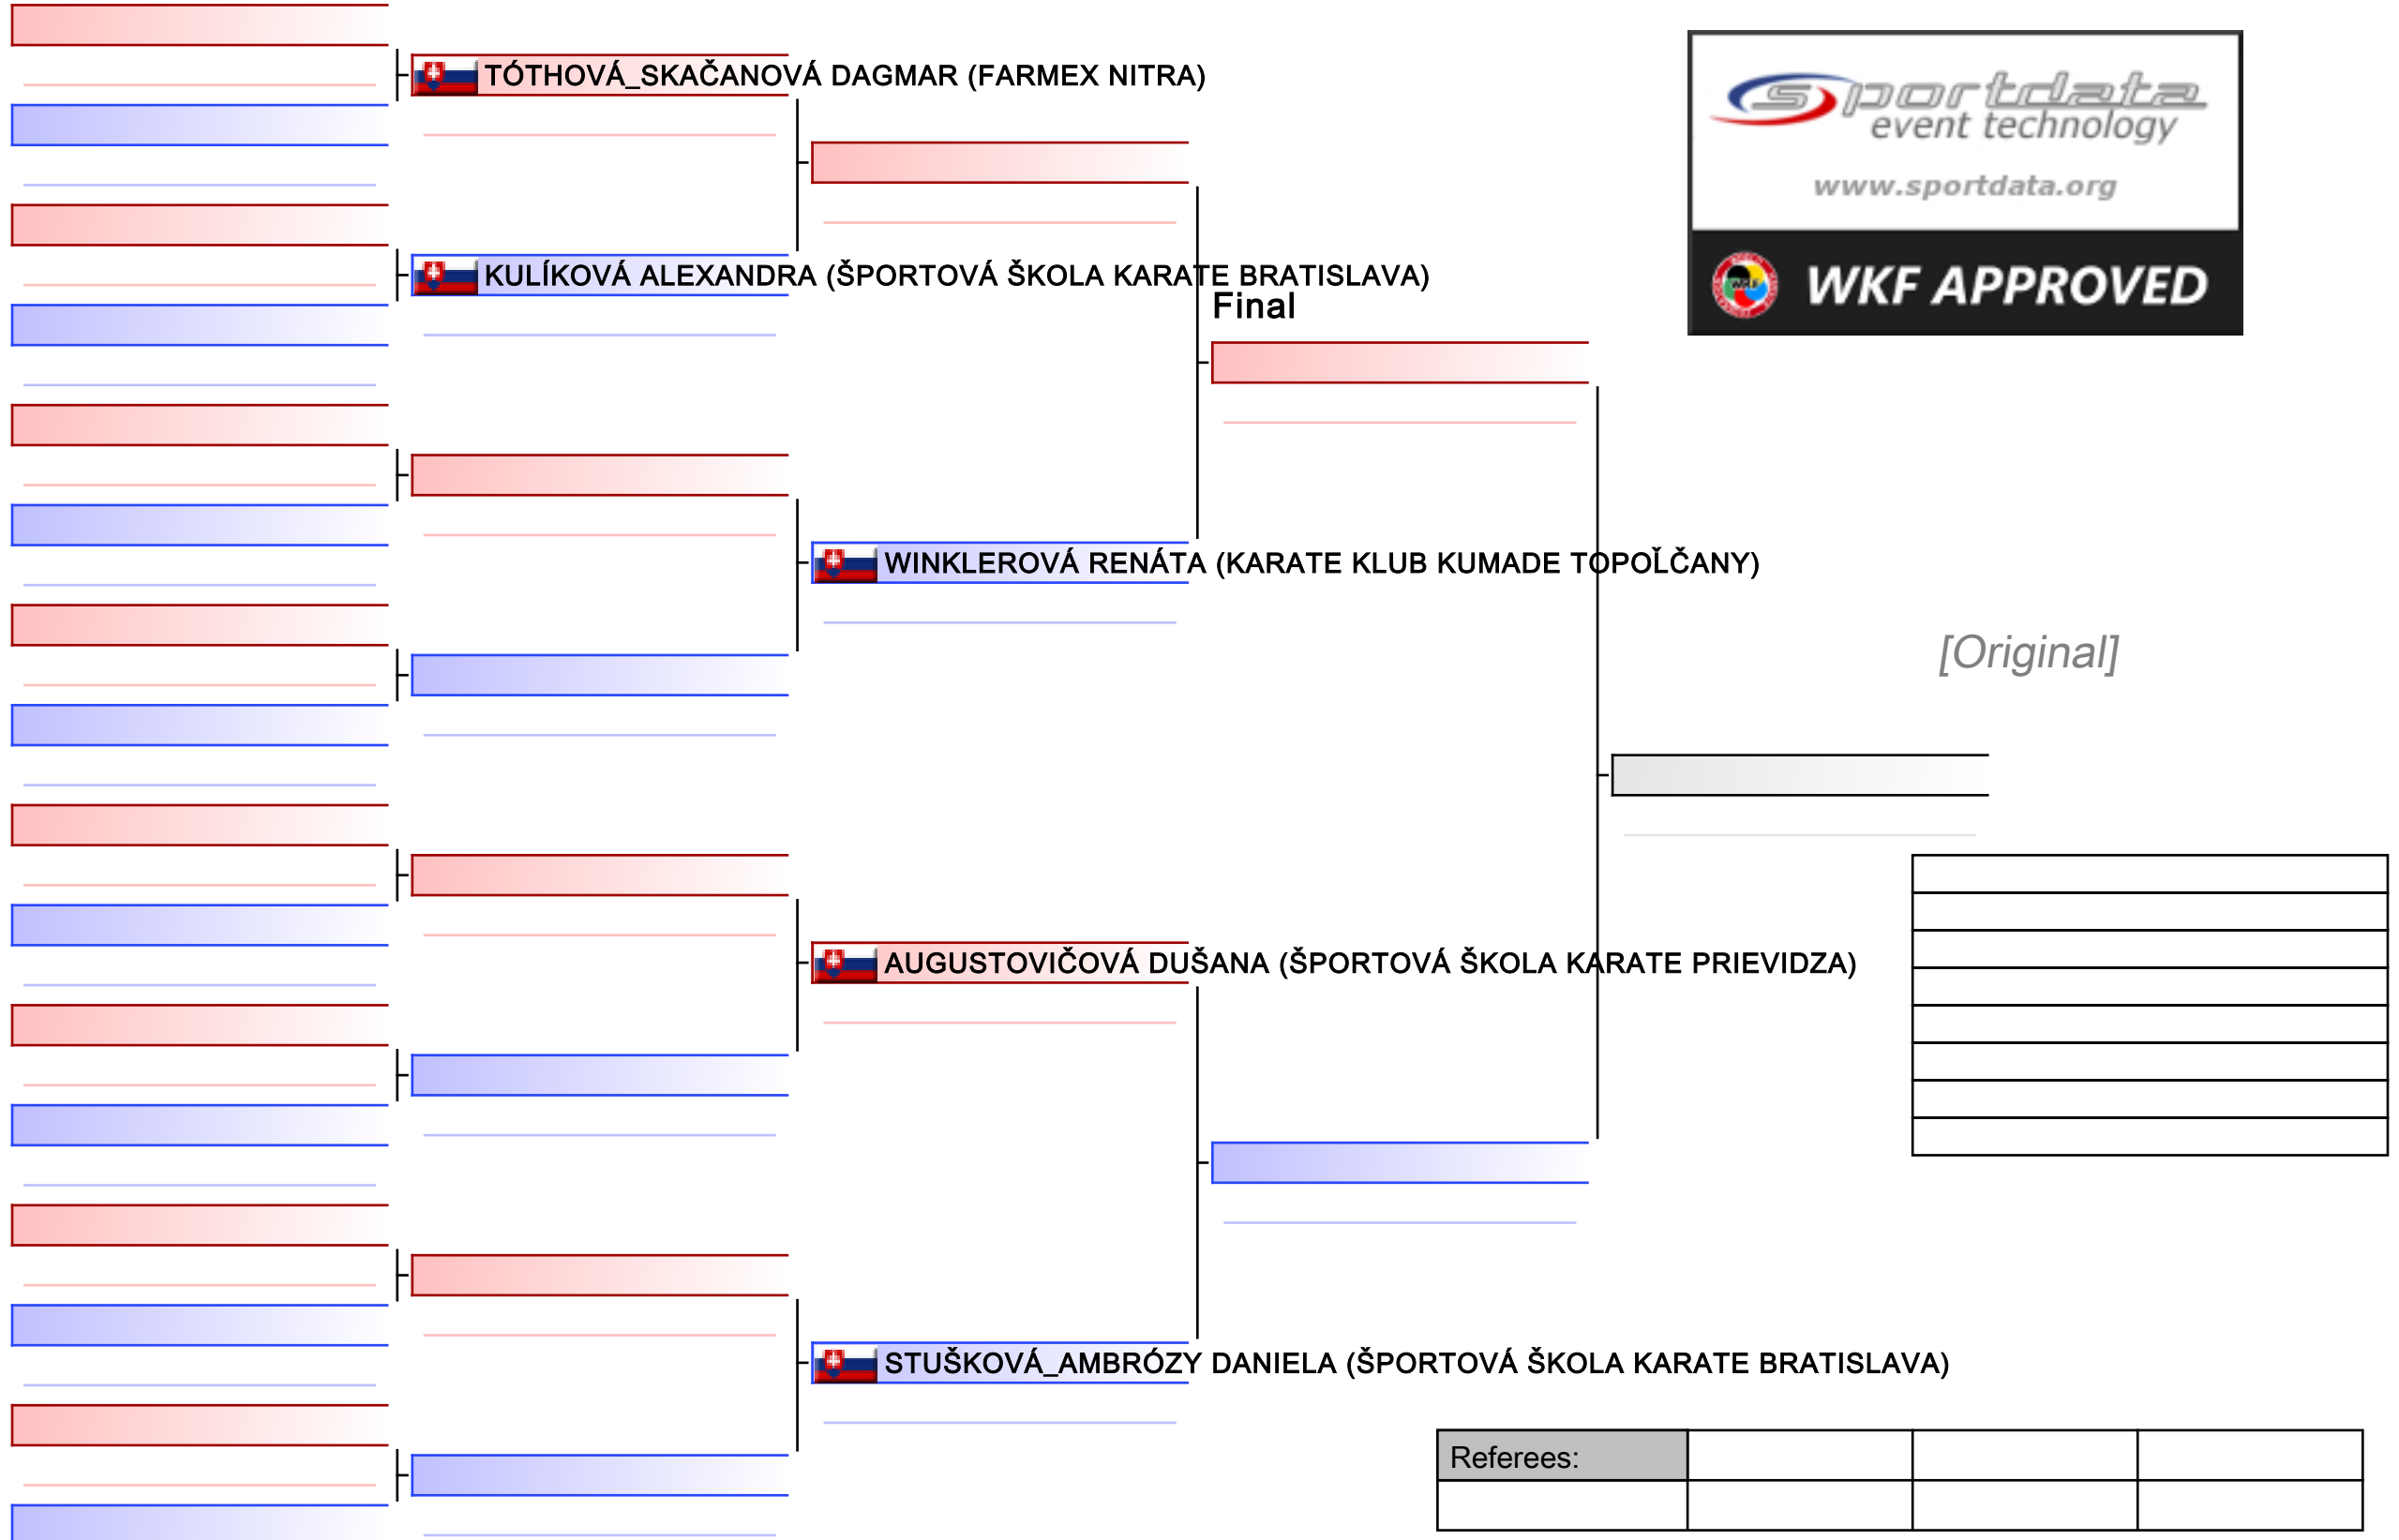 TÓTHOVÁ_SKAČANOVÁ DAGMAR (FARMEX NITRA)
KULÍKOVÁ ALEXANDRA (ŠPORTOVÁ ŠKOLA KARATE BRATISLAVA)
Final
WINKLEROVÁ RENÁTA (KARATE KLUB KUMADE TOPOĽČANY)
AUGUSTOVIČOVÁ DUŠANA (ŠPORTOVÁ ŠKOLA KARATE PRIEVIDZA)
STUŠKOVÁ_AMBRÓZY DANIELA (ŠPORTOVÁ ŠKOLA KARATE BRATISLAVA)
sportdata
event technology
www.sportdata.org
WKF
WKF APPROVED
[Original]
Referees: